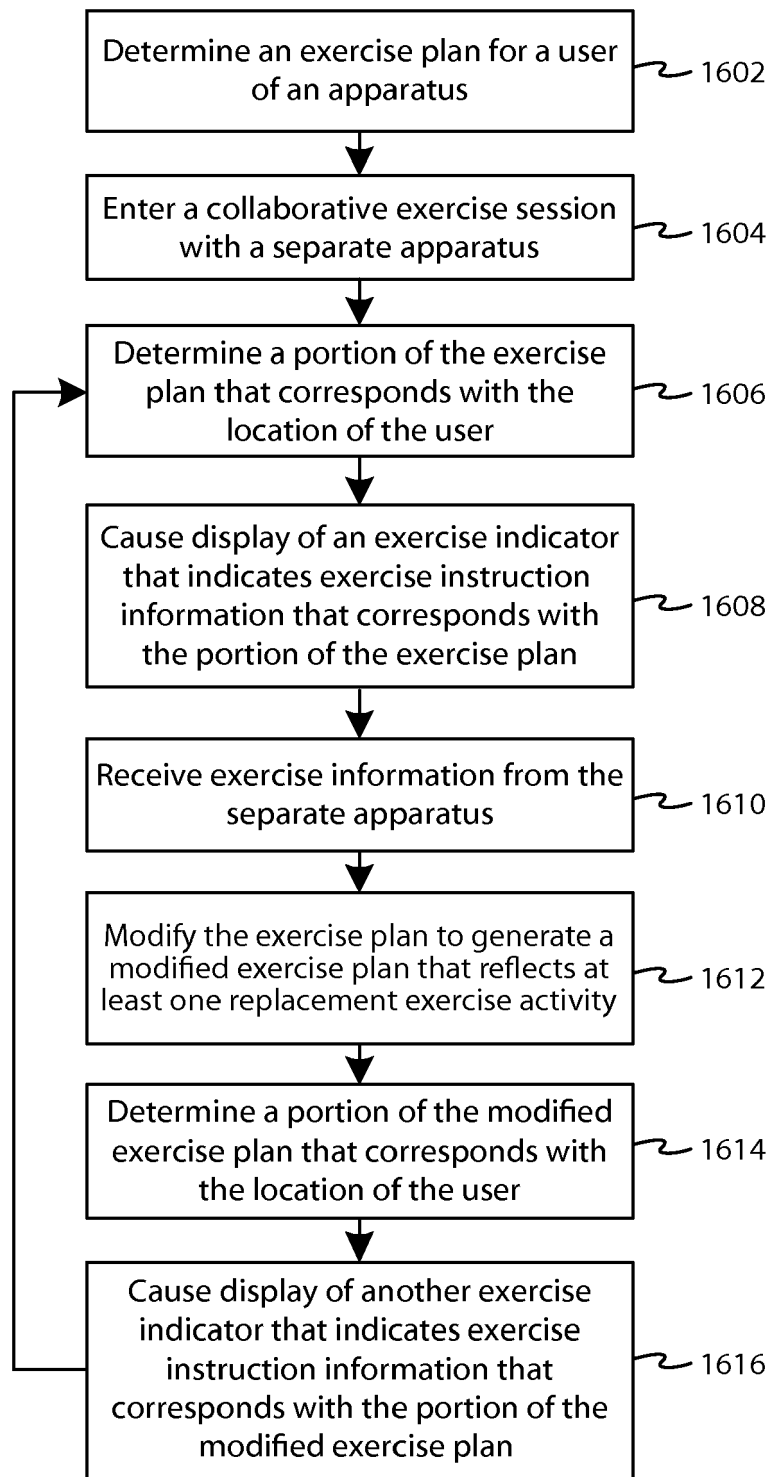 Determine an exercise plan for a user
of an apparatus
1602
Enter a collaborative exercise session
with a separate apparatus
1604
Determine a portion of the exercise
plan that corresponds with the
location of the user
1606
Cause display of an exercise indicator
that indicates exercise instruction
information that corresponds with
the portion of the exercise plan
1608
Receive exercise information from the
separate apparatus
1610
Modify the exercise plan to generate a
modified exercise plan that reflects at
least one replacement exercise activity
1612
Determine a portion of the modified
exercise plan that corresponds with
the location of the user
1614
Cause display of another exercise
indicator that indicates exercise
instruction information that
corresponds with the portion of the
modified exercise plan
1616